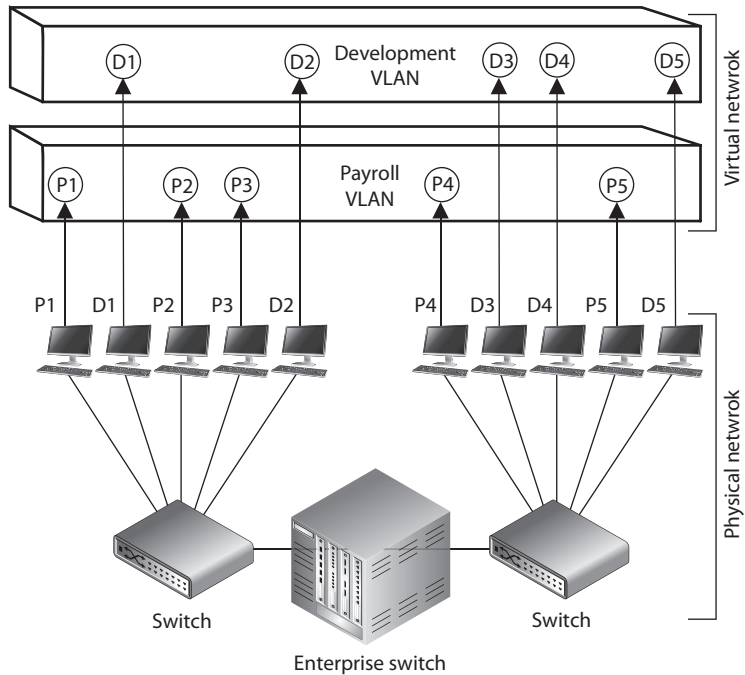 D1 D2 Development VLAN D3 D4 D5
P1 P2 P3 Payroll VLAN P4 P5
Virtual netwrok
P1 D1 P2 P3 D2 P4 D3 D4 P5 D5
Physical netwrok
Switch Switch
Enterprise switch